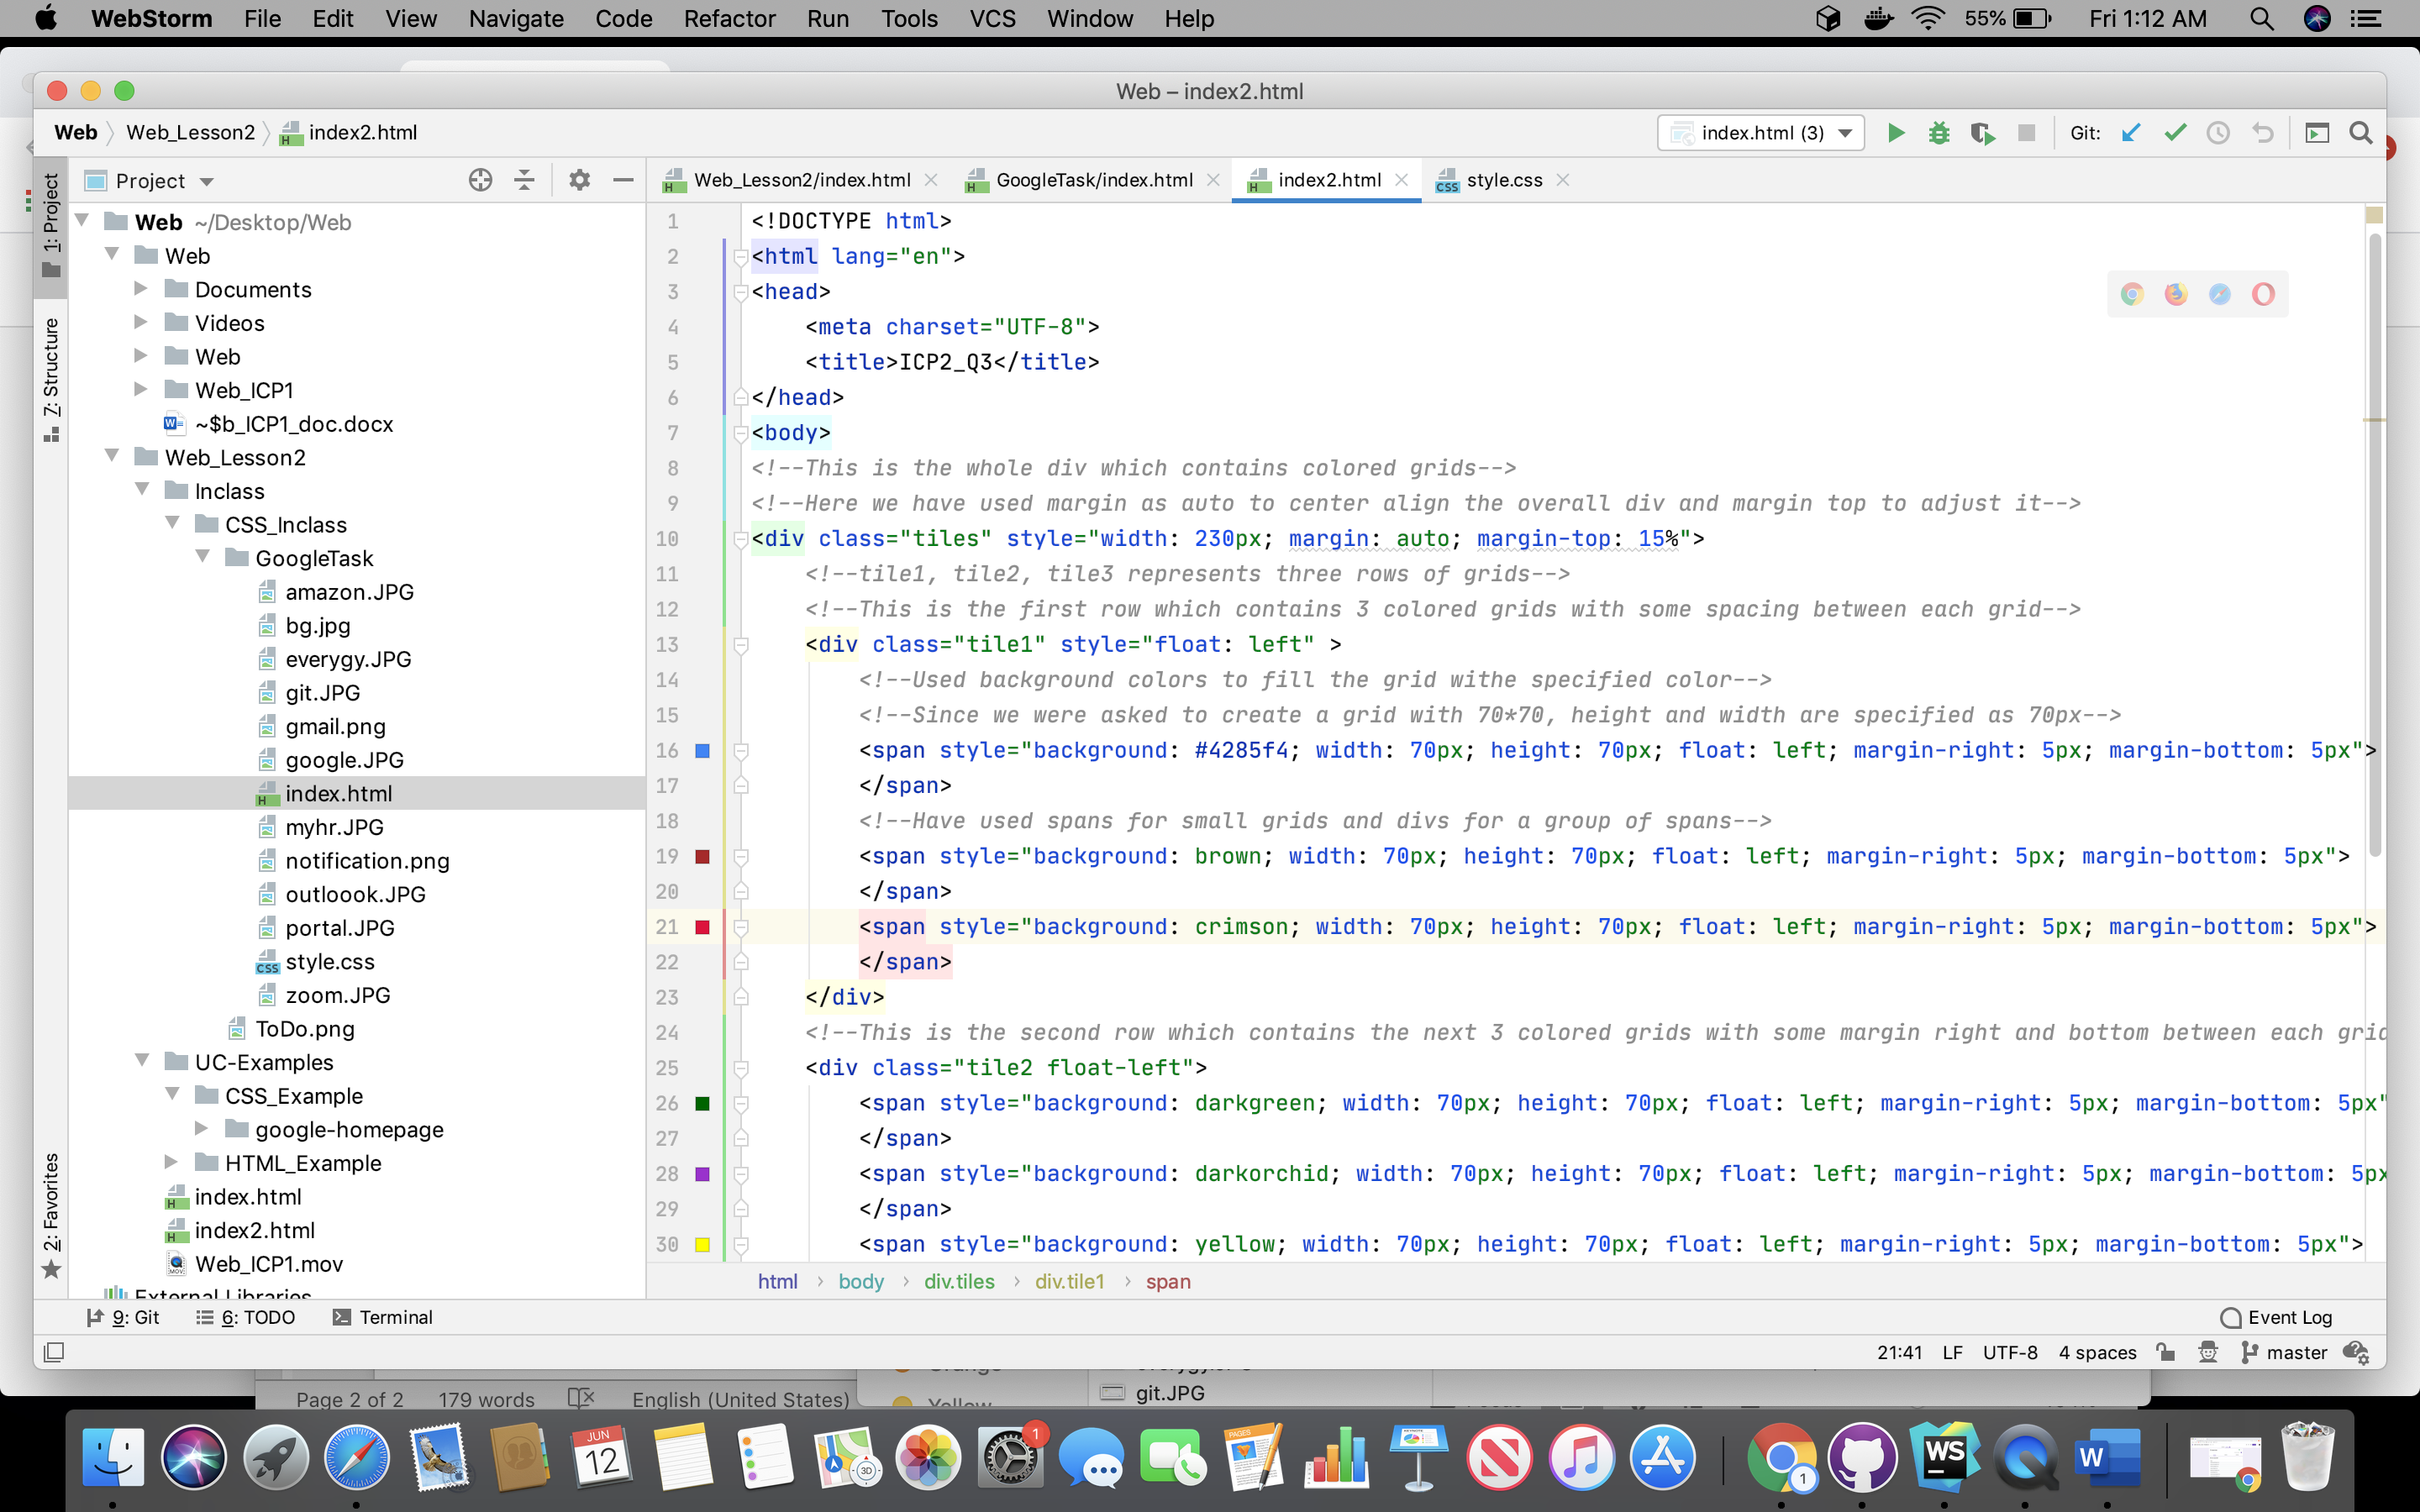 WebStorm File Edit View Navigate Code Refactor Run Tools VCS Window Help 55% Fri 1:12 AM
Web – index2.html
Web Web_Lesson2 index2.html index.html (3) Git:
Project Web_Lesson2/index.html GoogleTask/index.html index2.html style.css
1: Project
Z: Structure
2: Favorites
Web ~/Desktop/Web
Web
Documents
Videos
Web
Web_ICP1
~$b_ICP1_doc.docx
Web_Lesson2
Inclass
CSS_Inclass
GoogleTask
amazon.JPG
bg.jpg
everygy.JPG
git.JPG
gmail.png
google.JPG
index.html
myhr.JPG
notification.png
outloook.JPG
portal.JPG
style.css
zoom.JPG
ToDo.png
UC-Examples
CSS_Example
google-homepage
HTML_Example
index.html
index2.html
Web_ICP1.mov
External Libraries
1 <!DOCTYPE html>
2 <html lang="en">
3 <head>
4 <meta charset="UTF-8">
5 <title>ICP2_Q3</title>
6 </head>
7 <body>
8 <!--This is the whole div which contains colored grids-->
9 <!--Here we have used margin as auto to center align the overall div and margin top to adjust it-->
10 <div class="tiles" style="width: 230px; margin: auto; margin-top: 15%">
11 <!--tile1, tile2, tile3 represents three rows of grids-->
12 <!--This is the first row which contains 3 colored grids with some spacing between each grid-->
13 <div class="tile1" style="float: left" >
14 <!--Used background colors to fill the grid withe specified color-->
15 <!--Since we were asked to create a grid with 70*70, height and width are specified as 70px-->
16 <span style="background: #4285f4; width: 70px; height: 70px; float: left; margin-right: 5px; margin-bottom: 5px">
17 </span>
18 <!--Have used spans for small grids and divs for a group of spans-->
19 <span style="background: brown; width: 70px; height: 70px; float: left; margin-right: 5px; margin-bottom: 5px">
20 </span>
21 <span style="background: crimson; width: 70px; height: 70px; float: left; margin-right: 5px; margin-bottom: 5px">
22 </span>
23 </div>
24 <!--This is the second row which contains the next 3 colored grids with some margin right and bottom between each grid
25 <div class="tile2 float-left">
26 <span style="background: darkgreen; width: 70px; height: 70px; float: left; margin-right: 5px; margin-bottom: 5px"
27 </span>
28 <span style="background: darkorchid; width: 70px; height: 70px; float: left; margin-right: 5px; margin-bottom: 5px
29 </span>
30 <span style="background: yellow; width: 70px; height: 70px; float: left; margin-right: 5px; margin-bottom: 5px">
html body div.tiles div.tile1 span
9: Git 6: TODO Terminal Event Log
21:41 LF UTF-8 4 spaces master
Page 2 of 2 179 words English (United States) Yellow git.JPG
JUN
12
3D
PAGES
1
1
WS
W